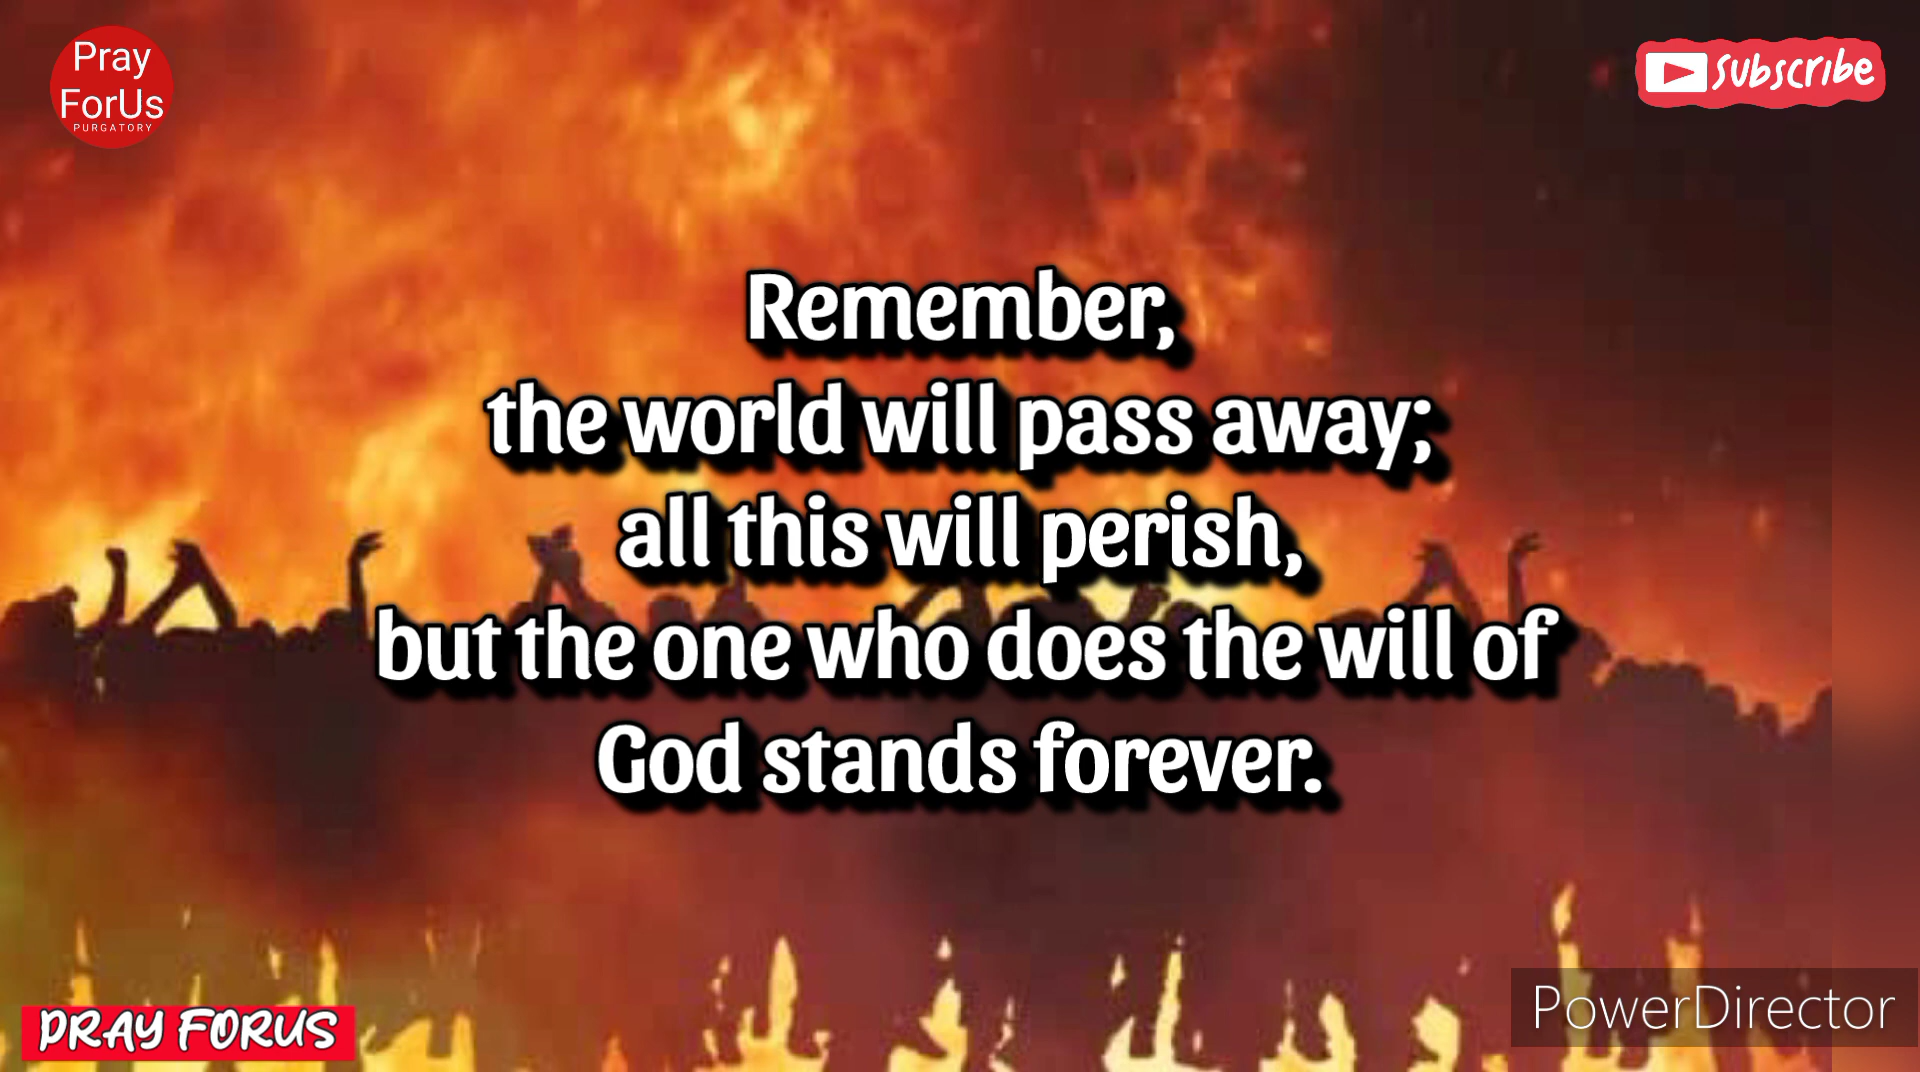 Pray
ForUs
PURGATORY
Subscribe
Remember,
the world will pass away;
all this will perish,
but the one who does the will of
God stands forever.
PRAY FORUS
PowerDirector